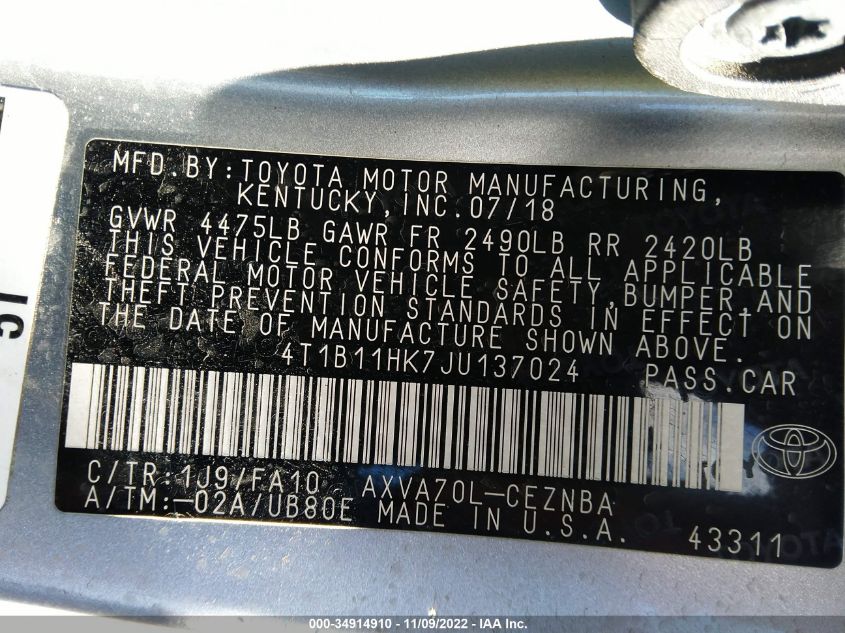 MFD.BY:TOYOTA MOTOR MANUFACTURING,
KENTUCKY,INC.07/18
GVWR 4475LB GAWR FR 2490LB RR 2420LB
THIS VEHICLE CONFORMS TO ALL APPLICABLE
FEDERAL MOTOR VEHICLE SAFETY,BUMPER,AND
THEFT PREVENTION STANDARDS IN EFFECT ON
THE DATE OF MANUFACTURE SHOWN ABOVE.
4T1B11HK7JU137024 PASS.CAR
C/TR:1J9/FA10 AXVA70L-CEZNBA
A/TM:-02A/UB80E MADE IN U.S.A.
43311
000-34914910 - 11/09/2022 - IAA Inc.